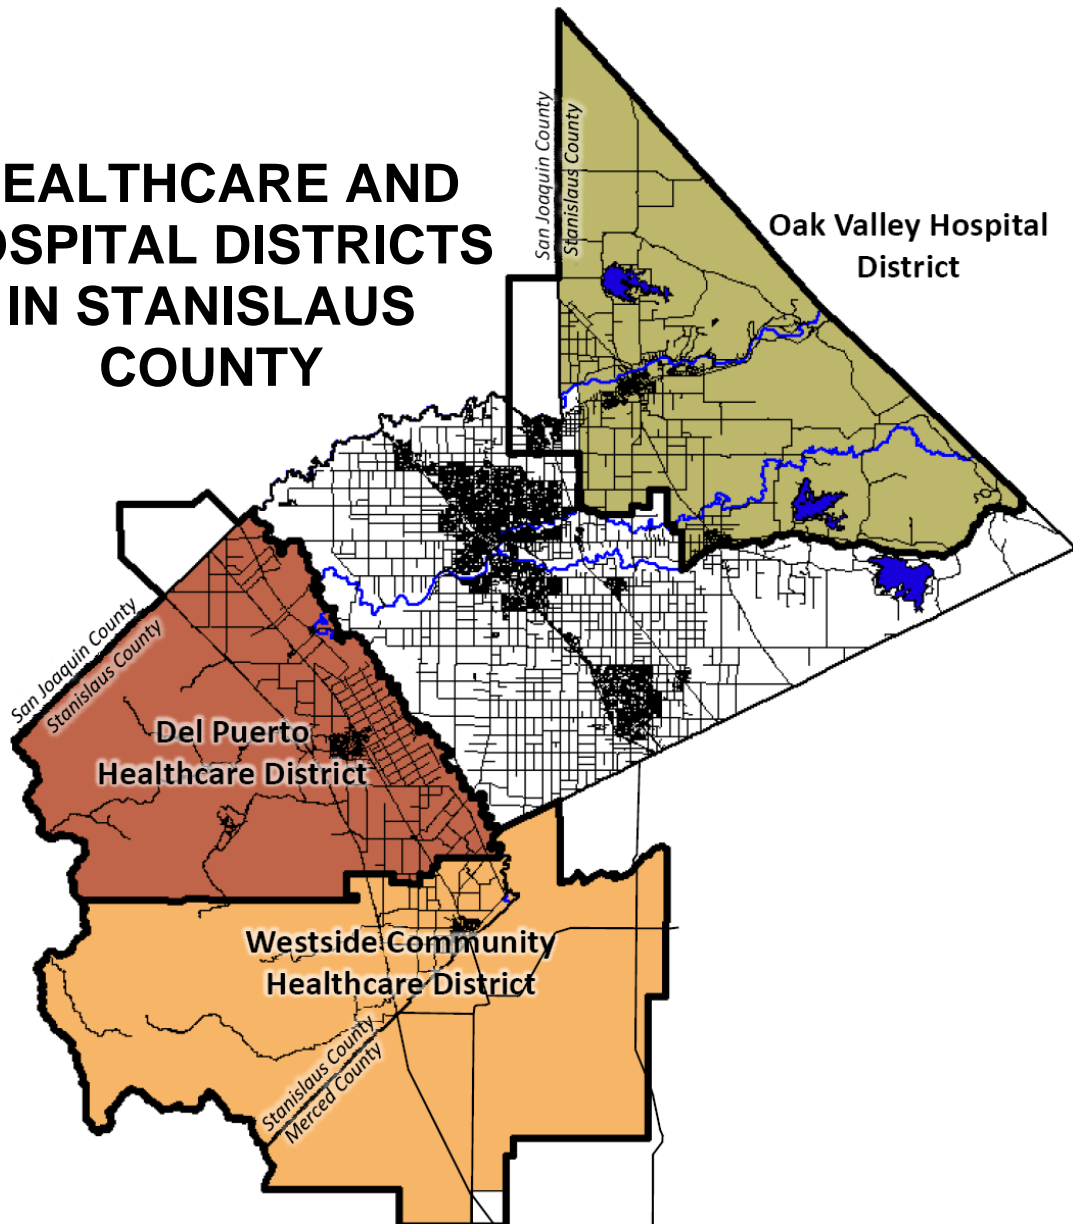 EALTHCARE AND
OSPITAL DISTRICTS
IN STANISLAUS
COUNTY
San Joaquin County
Stanislaus County
Oak Valley Hospital
District
San Joaquin County
Stanislaus County
Del Puerto
Healthcare District
Westside Community
Healthcare District
Stanislaus County
Merced County